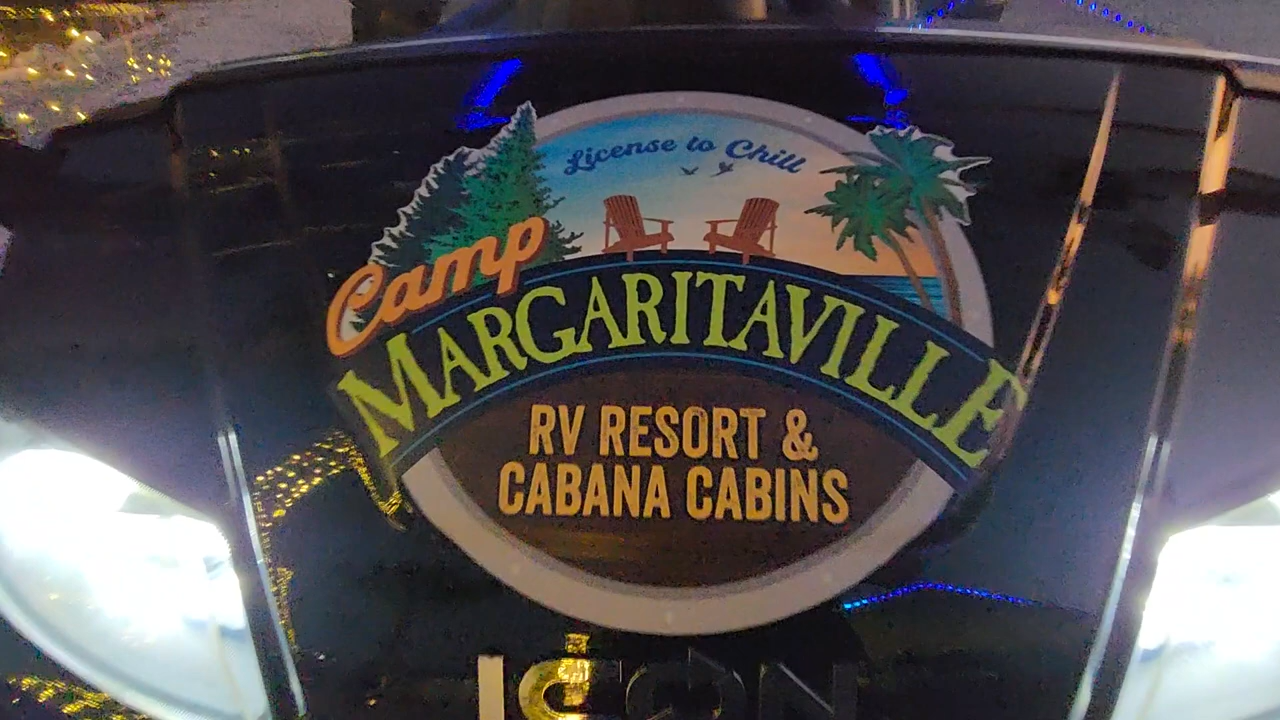 License to Chill
Camp
MARGARITAVILLE
RV RESORT &
CABANA CABINS
ICON